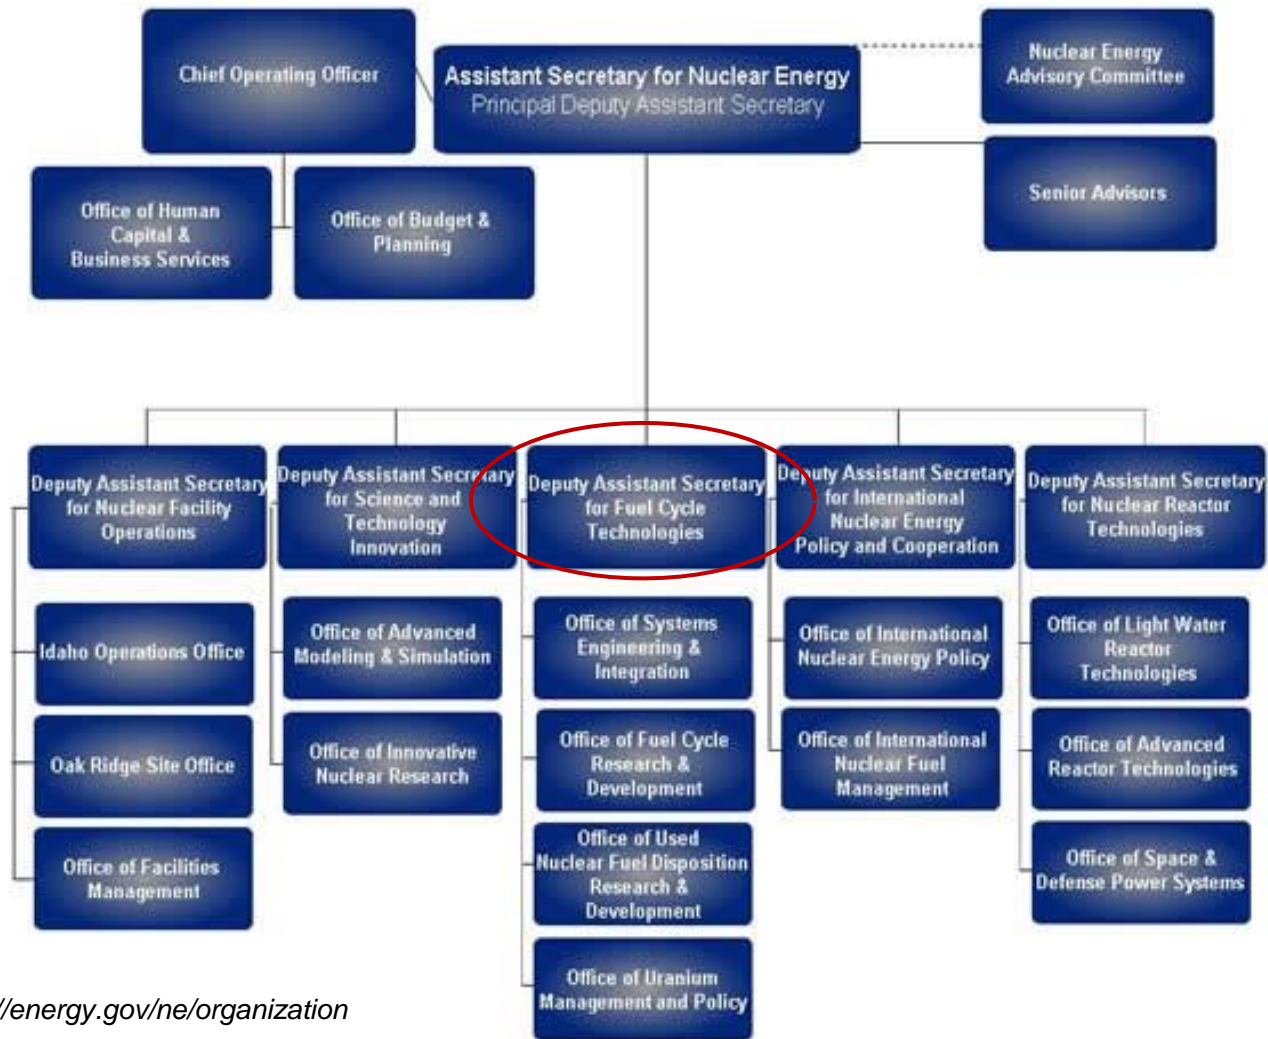 Chief Operating Officer
Assistant Secretary for Nuclear Energy
Principal Deputy Assistant Secretary
Nuclear Energy
Advisory Committee
Senior Advisors
Office of Human
Capital &
Business Services
Office of Budget &
Planning
Deputy Assistant Secretary
for Nuclear Facility
Operations
Idaho Operations Office
Oak Ridge Site Office
Office of Facilities
Management
Deputy Assistant Secretary
for Science and
Technology
Innovation
Office of Advanced
Modeling & Simulation
Office of Innovative
Nuclear Research
Deputy Assistant Secretary
for Fuel Cycle
Technologies
Office of Systems
Engineering &
Integration
Office of Fuel Cycle
Research &
Development
Office of Used
Nuclear Fuel Disposition
Research &
Development
Office of Uranium
Management and Policy
Deputy Assistant Secretary
for International
Nuclear Energy
Policy and Cooperation
Office of International
Nuclear Energy Policy
Office of International
Nuclear Fuel
Management
Deputy Assistant Secretary
for Nuclear Reactor
Technologies
Office of Light Water
Reactor
Technologies
Office of Advanced
Reactor Technologies
Office of Space &
Defense Power Systems
//energy.gov/ne/organization